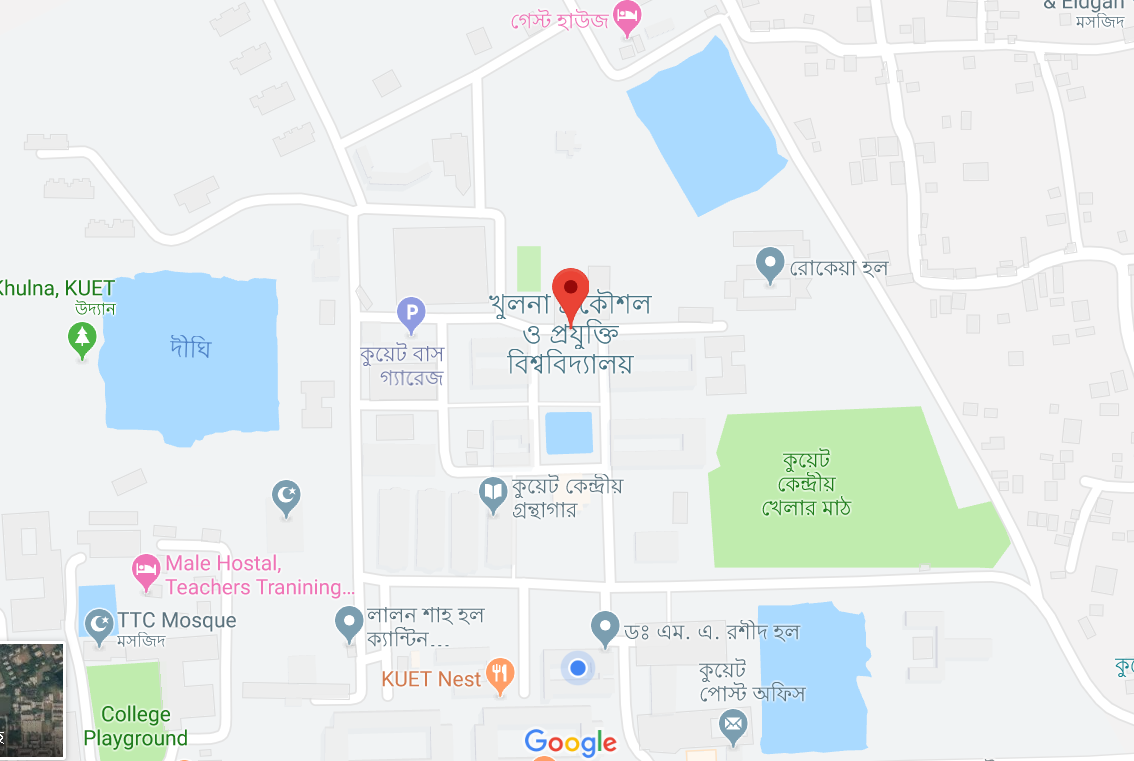 & Eidgah
মসজিদ
গেস্ট হাউজ
রোকেয়া হল
Khulna, KUET
উদ্যান
P
খুলনা প্রকৌশল
ও প্রযুক্তি
বিশ্ববিদ্যালয়
দীঘি
কুয়েট বাস
গ্যারেজ
কুয়েট
কেন্দ্রীয়
খেলার মাঠ
কুয়েট কেন্দ্রীয়
গ্রন্থাগার
Male Hostal,
Teachers Tranining...
TTC Mosque
মসজিদ
লালন শাহ হল
ক্যান্টিন...
ডঃ এম. এ. রশীদ হল
KUET Nest
কুয়েট
পোস্ট অফিস
College
Playground
Google